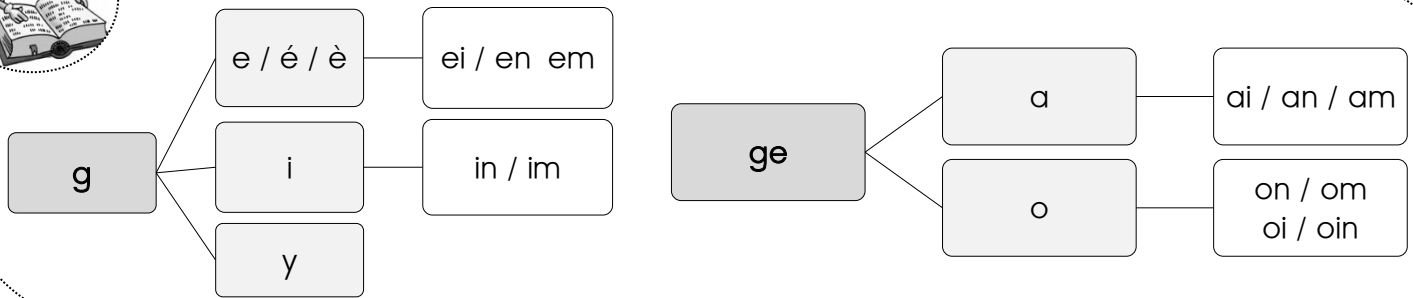 g
e / é / è
ei / en  em
i
in / im
y
ge
a
ai / an / am
o
on / om
oi / oin